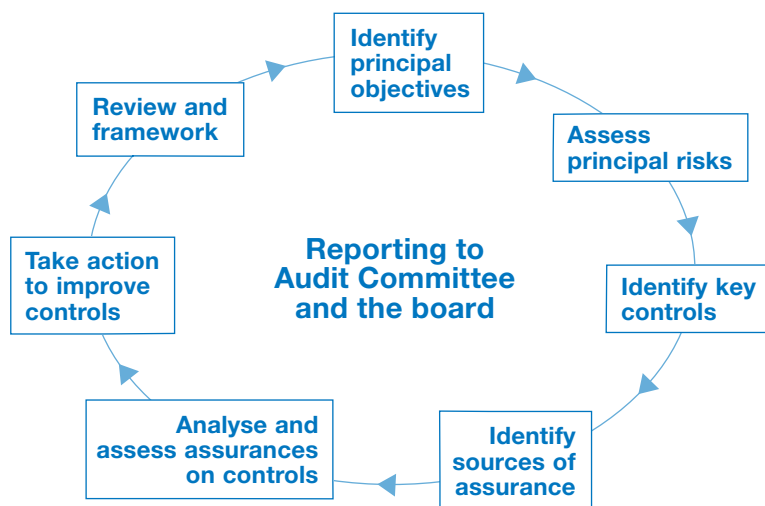 Identify
principal
objectives
Assess
principal risks
Identify key
controls
Identify
sources of
assurance
Analyse and
assess assurances
on controls
Take action
to improve
controls
Review and
framework
Reporting to
Audit Committee
and the board